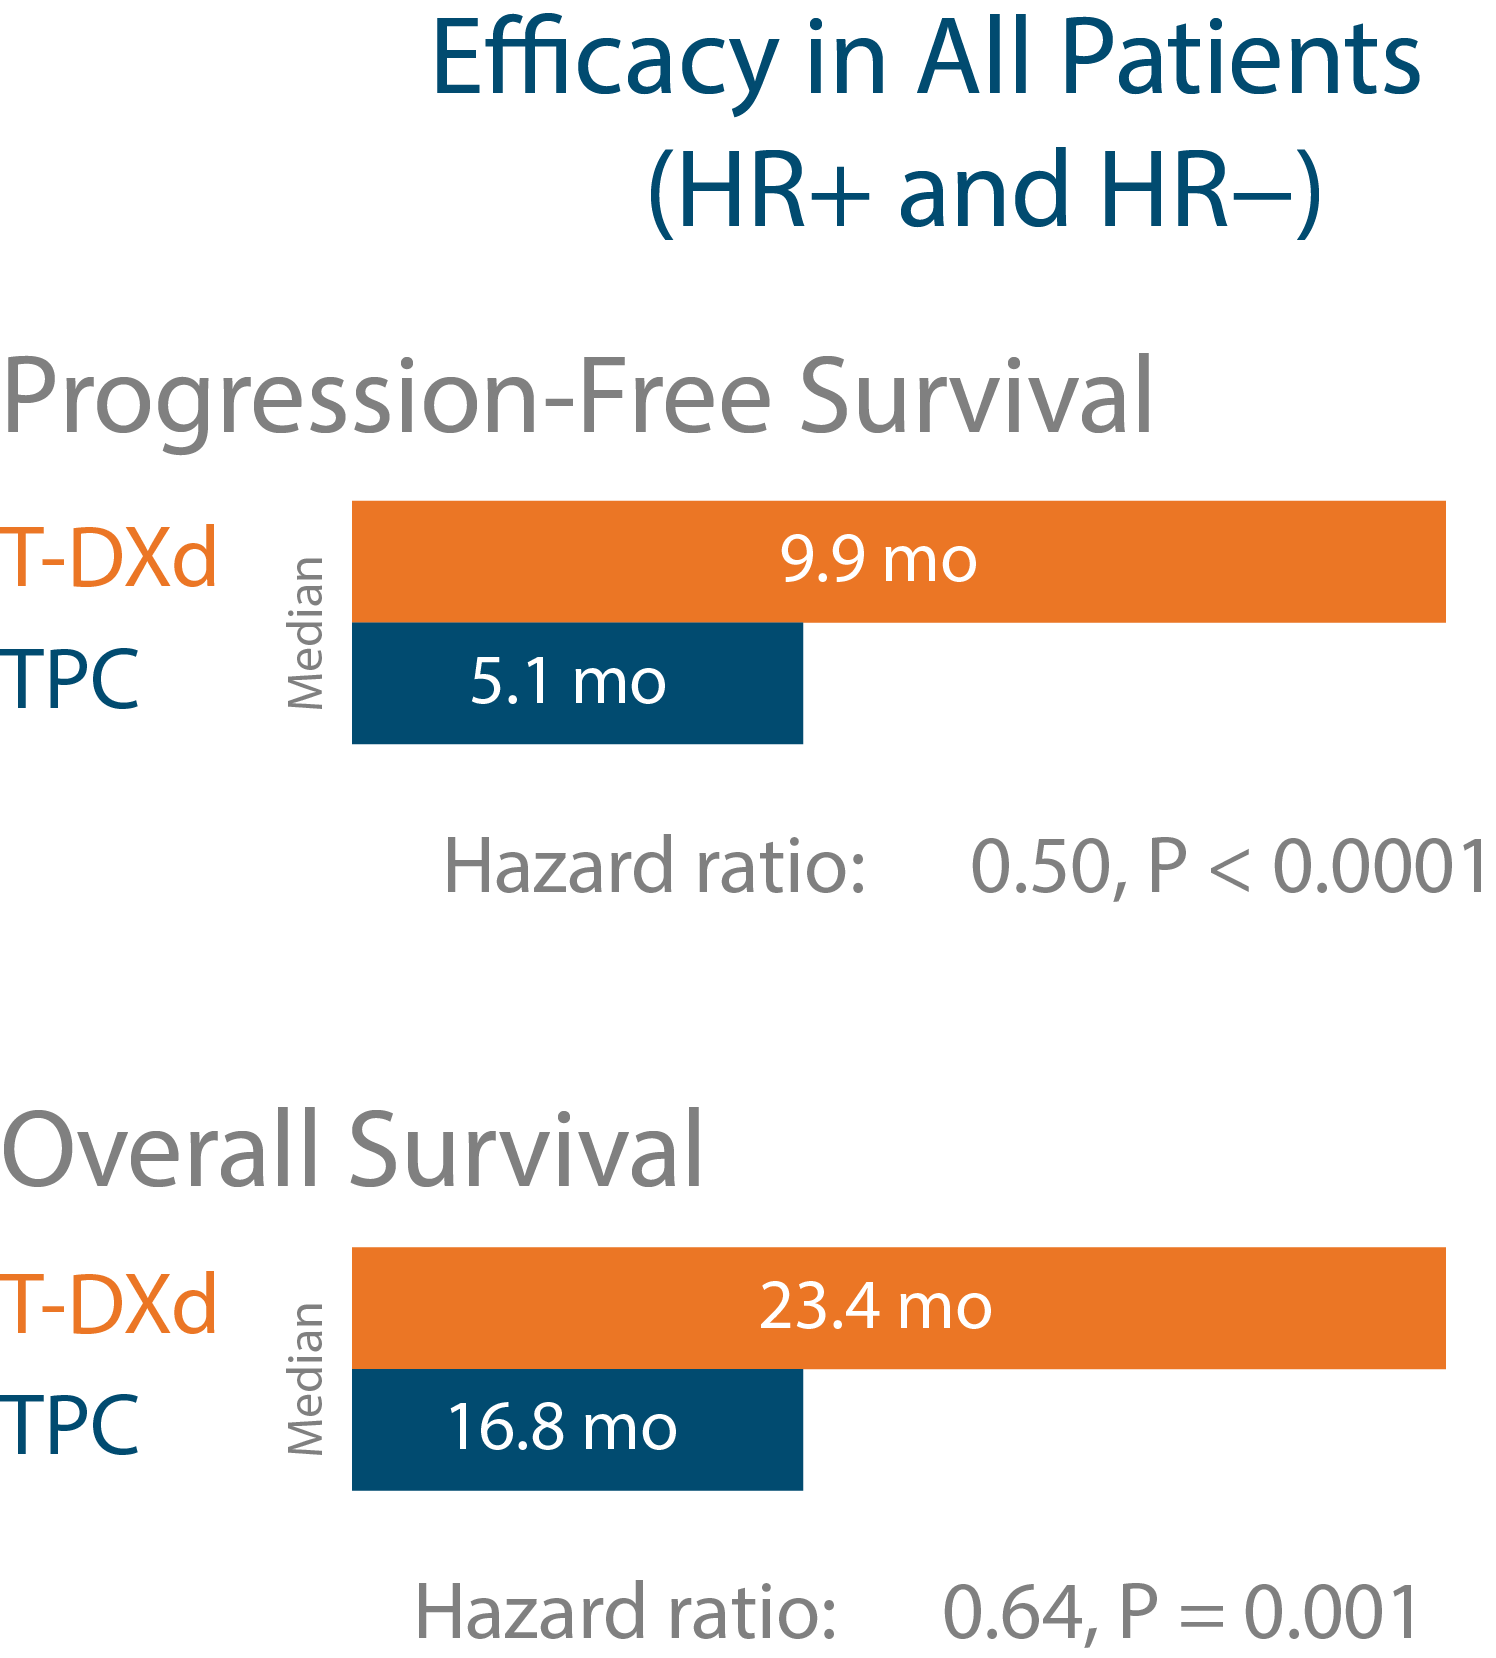 Efficacy in All Patients
(HR+ and HR–)
Progression-Free Survival
T-DXd
Median
9.9 mo
TPC
5.1 mo
Hazard ratio: 0.50, P < 0.0001
Overall Survival
T-DXd
Median
23.4 mo
TPC
16.8 mo
Hazard ratio: 0.64, P = 0.001